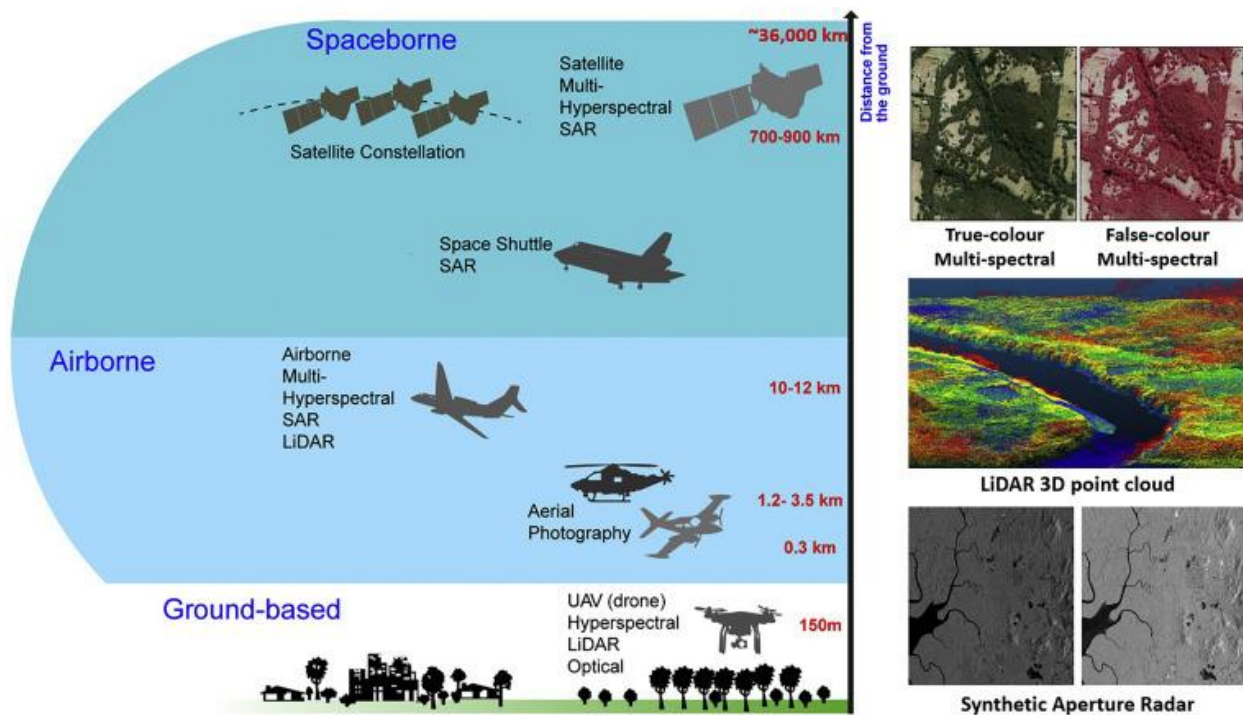 Spaceborne
~36,000 km
Distance from
the ground
Satellite
Multi-
Hyperspectral
SAR
Satellite Constellation
700-900 km
Space Shuttle
SAR
Airborne
Airborne
Multi-
Hyperspectral
SAR
LiDAR
10-12 km
Aerial
Photography
1.2- 3.5 km
0.3 km
Ground-based
UAV (drone)
Hyperspectral
LiDAR
Optical
150m
True-colour
Multi-spectral
False-colour
Multi-spectral
LiDAR 3D point cloud
Synthetic Aperture Radar